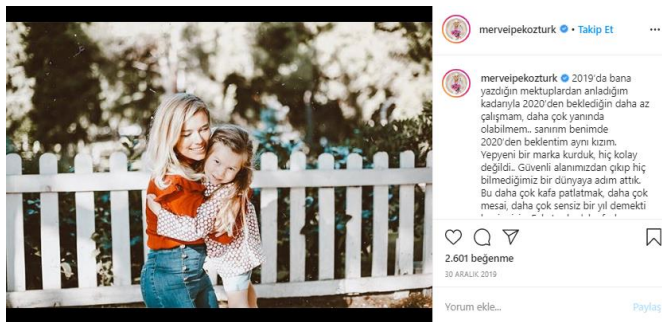 merveipekozturk • Takip Et
merveipekozturk 2019'da bana
yazdığın mektuplardan anladığım
kadarıyla 2020'den beklediğin daha az
çalışmam, daha çok yanında
olabilmem.. sanırım benimde
2020'den beklentim aynı kızım.
Yepyeni bir marka kurduk, hiç kolay
değildi.. Güvenli alanımızdan çıkıp hiç
bilmediğimiz bir dünyaya adım attık.
Bu daha çok kafa patlatmak, daha çok
mesai, daha çok sensiz bir yıl demekti
2.601 beğenme
30 ARALIK 2019
Yorum ekle...
Paylaş